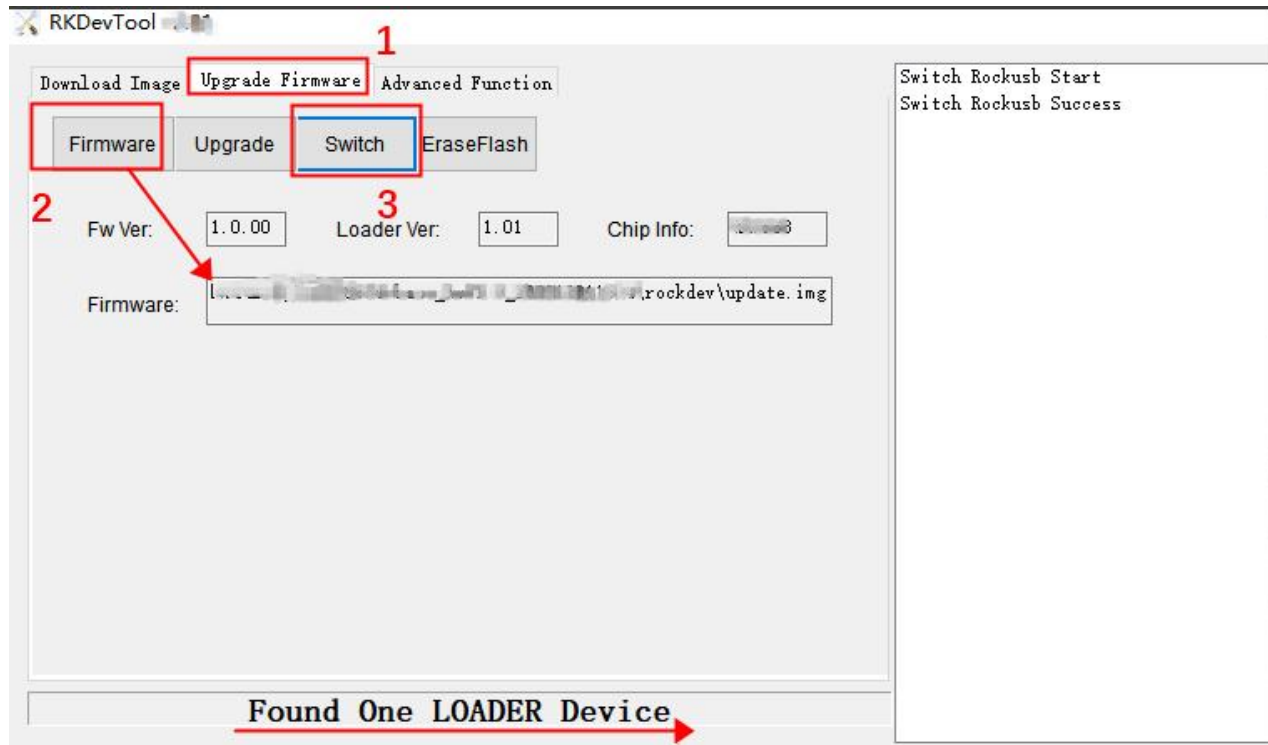 RKDevTool
1
Download Image Upgrade Firmware Advanced Function
Firmware Upgrade Switch EraseFlash
2
3
Fw Ver: 1.0.00 Loader Ver: 1.01 Chip Info:
Firmware: \rockdev\update.img
Found One LOADER Device
Switch Rockusb Start
Switch Rockusb Success